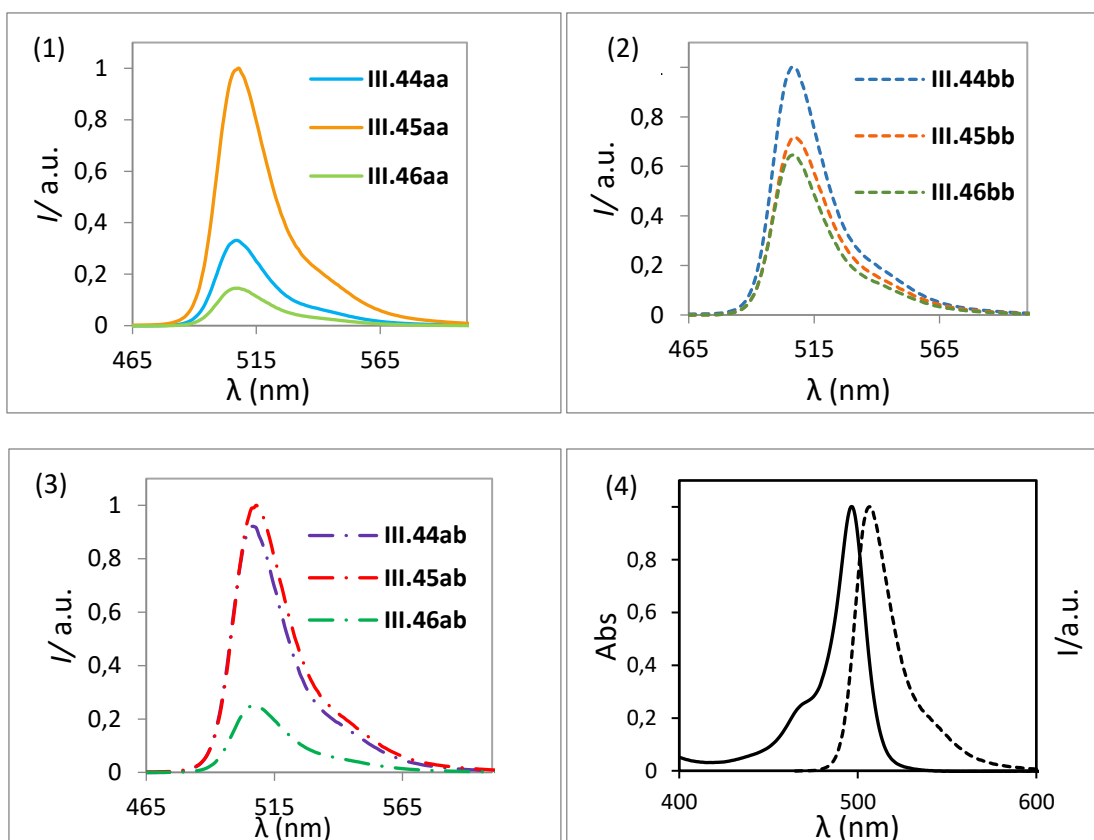 (1)
III.44aa
III.45aa
III.46aa
I/ a.u.
1
0,8
0,6
0,4
0,2
0
465
515
565
λ (nm)
(2)
III.44bb
III.45bb
III.46bb
I/ a.u.
1
0,8
0,6
0,4
0,2
0
465
515
565
λ (nm)
(3)
III.44ab
III.45ab
III.46ab
I/ a.u.
1
0,8
0,6
0,4
0,2
0
465
515
565
λ (nm)
(4)
Abs
I/a.u.
1
0,8
0,6
0,4
0,2
0
400
500
600
λ (nm)